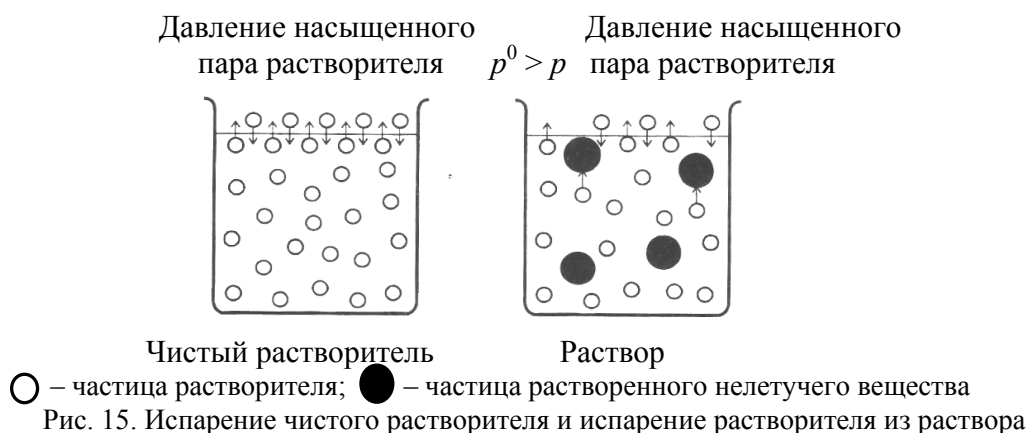 Давление насыщенного Давление насыщенного
пара растворителя p⁰ > p пара растворителя
Чистый растворитель Раствор
– частица растворителя; – частица растворенного нелетучего вещества
Рис. 15. Испарение чистого растворителя и испарение растворителя из раствора